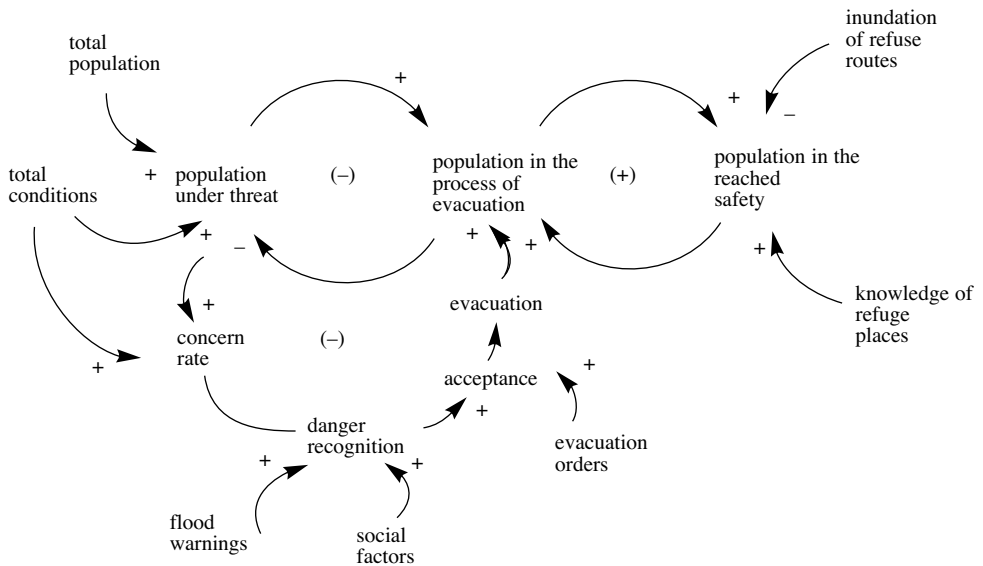 inundation
of refuse
routes
total
population
+
+
–
total
conditions
+
population
under threat
(–)
population in the
process of
evacuation
(+)
population in the
reached
safety
+
–
+
+
+
+
evacuation
knowledge of
refuge
places
concern
rate
(–)
+
acceptance
+
+
danger
recognition
evacuation
orders
+
+
flood
warnings
social
factors